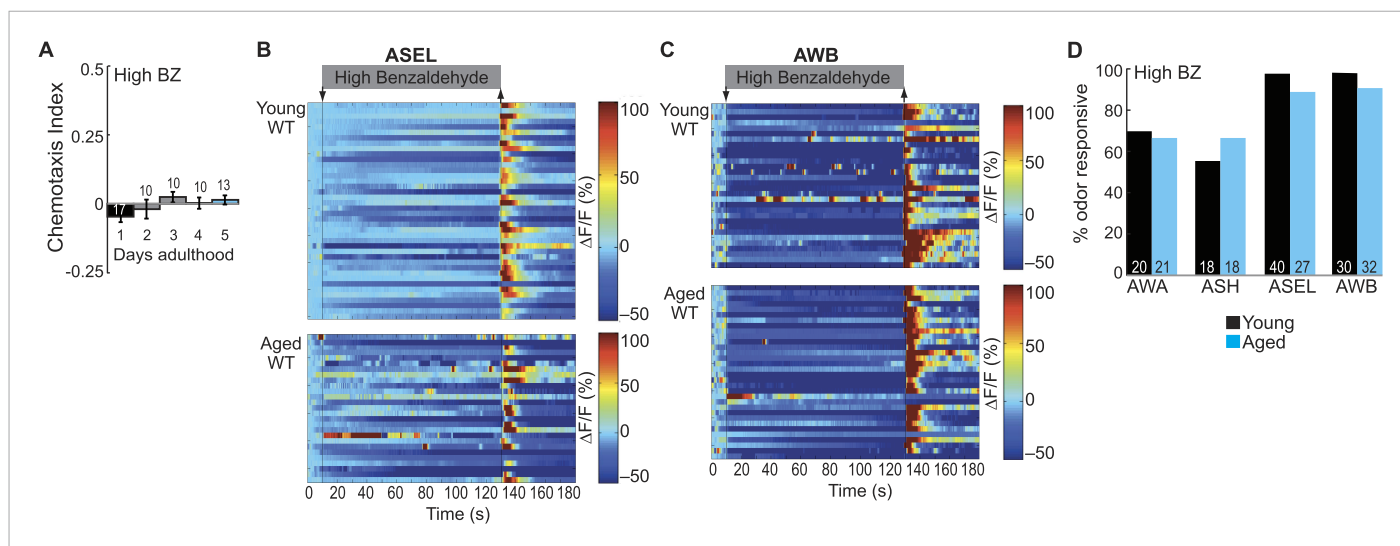 A
High BZ
0.5
0.25
0
-0.25
Chemotaxis Index
17
10
10
10
13
1 2 3 4 5
Days adulthood
B
ASEL
High Benzaldehyde
Young
WT
100
50
0
–50
ΔF/F (%)
Aged
WT
100
50
0
–50
ΔF/F (%)
0 20 40 60 80 100 120 140 160 180
Time (s)
C
AWB
High Benzaldehyde
Young
WT
100
50
0
–50
ΔF/F (%)
Aged
WT
100
50
0
–50
ΔF/F (%)
0 20 40 60 80 100 120 140 160 180
Time (s)
D
High BZ
100
80
60
40
20
0
% odor responsive
20 21 18 18 40 27 30 32
AWA ASH ASEL AWB
Young
Aged